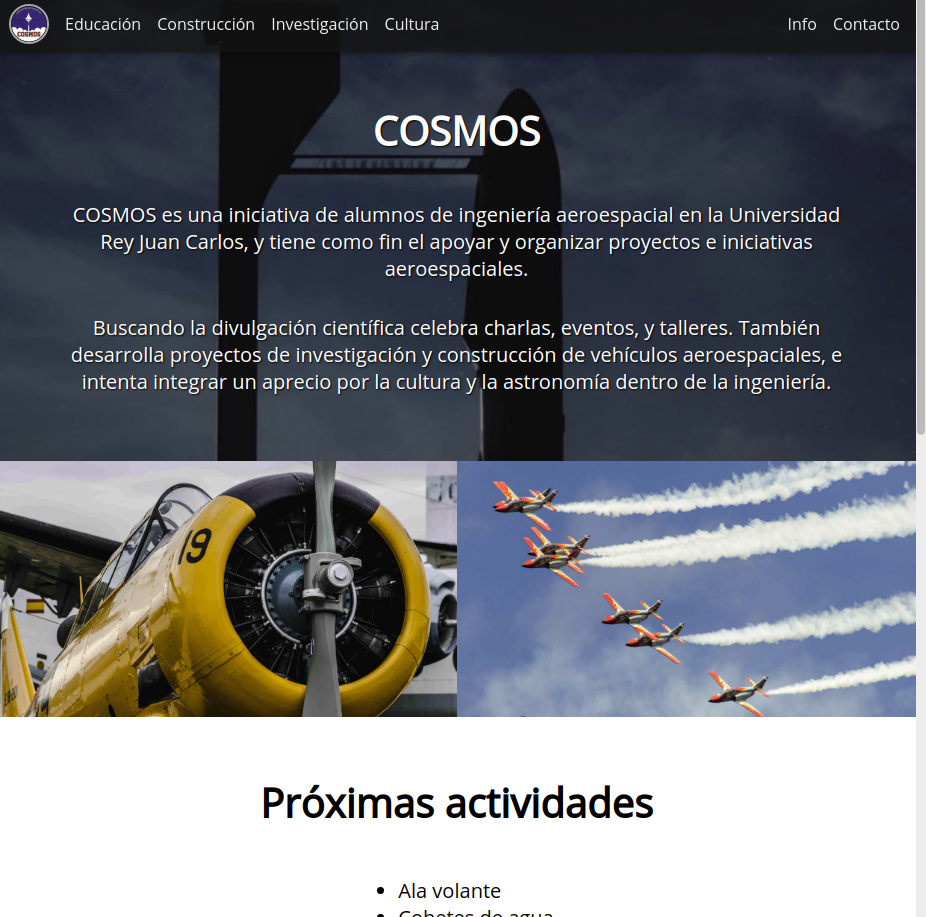 COSMOS
Educación Construcción Investigación Cultura Info Contacto
COSMOS
COSMOS es una iniciativa de alumnos de ingeniería aeroespacial en la Universidad
Rey Juan Carlos, y tiene como fin el apoyar y organizar proyectos e iniciativas
aeroespaciales.
Buscando la divulgación científica celebra charlas, eventos, y talleres. También
desarrolla proyectos de investigación y construcción de vehículos aeroespaciales, e
intenta integrar un aprecio por la cultura y la astronomía dentro de la ingeniería.
19
Próximas actividades
• Ala volante
• Cohetes de agua